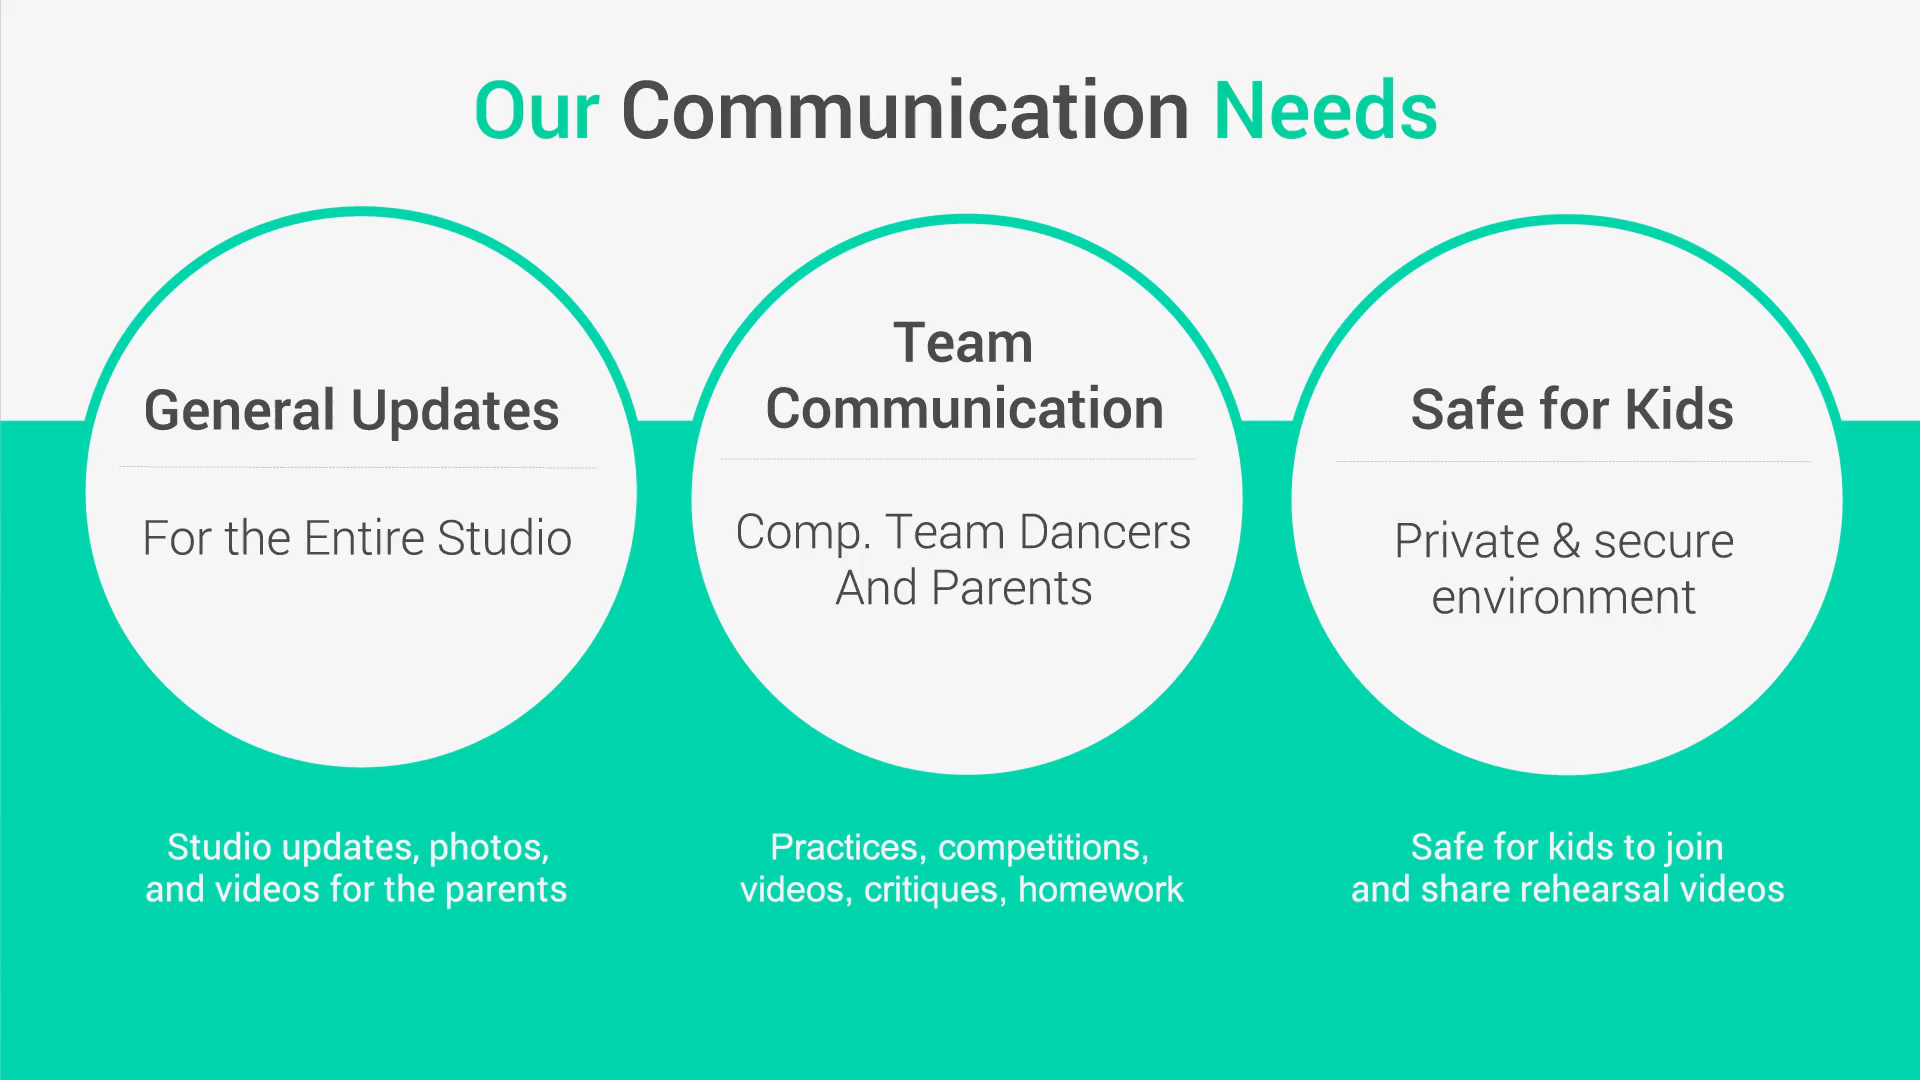 Our Communication Needs
General Updates
For the Entire Studio
Studio updates, photos,
and videos for the parents
Team
Communication
Comp. Team Dancers
And Parents
Practices, competitions,
videos, critiques, homework
Safe for Kids
Private & secure
environment
Safe for kids to join
and share rehearsal videos